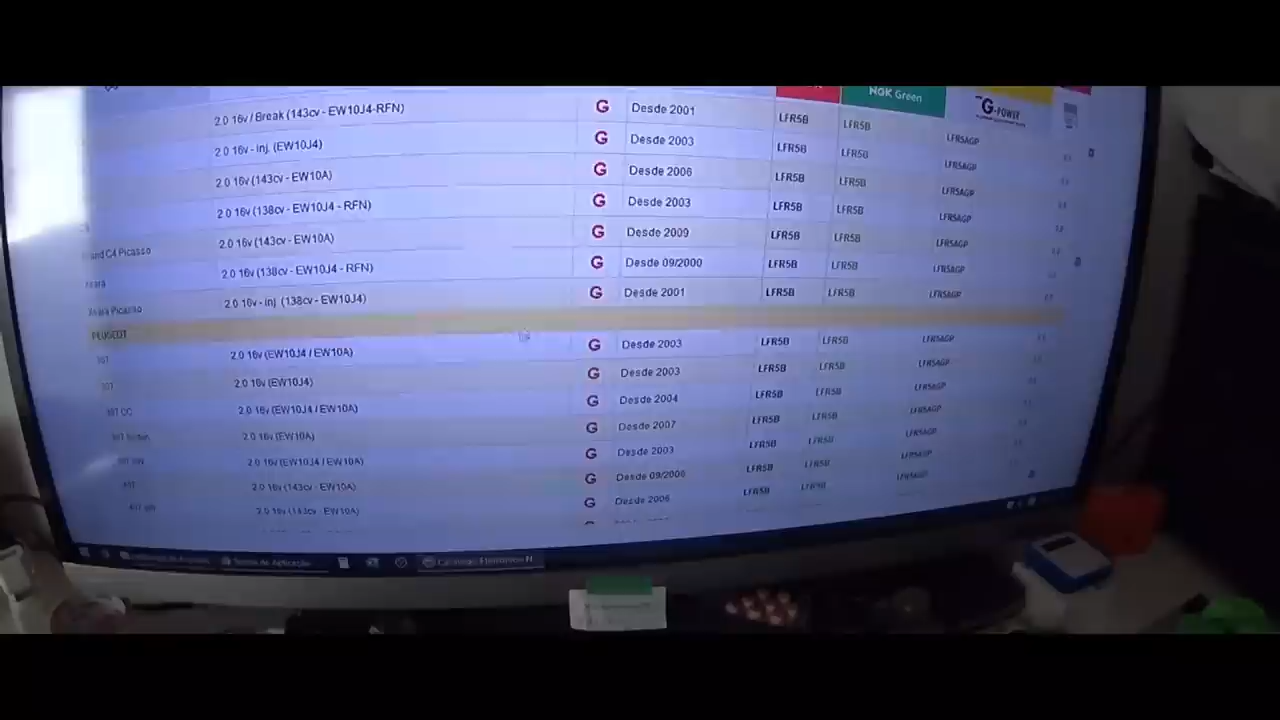 NGK Green
G-POWER
2.0 16v / Break (143cv - EW10J4-RFN) G Desde 2001 LFR5B LFR5B LFR5AGP
2.0 16v - inj. (EW10J4) G Desde 2003 LFR5B LFR5B LFR5AGP
2.0 16v (143cv - EW10A) G Desde 2006 LFR5B LFR5B LFR5AGP
2.0 16v (138cv - EW10J4 - RFN) G Desde 2003 LFR5B LFR5B LFR5AGP
C4 Picasso 2.0 16v (143cv - EW10A) G Desde 2009 LFR5B LFR5B LFR5AGP
Xsara 2.0 16v (138cv - EW10J4 - RFN) G Desde 09/2000 LFR5B LFR5B LFR5AGP
Xsara Picasso 2.0 16v - inj. (138cv - EW10J4) G Desde 2001 LFR5B LFR5B LFR5AGP
PEUGEOT
2.0 16v (EW10J4 / EW10A) G Desde 2003 LFR5B LFR5B LFR5AGP
307 2.0 16v (EW10J4) G Desde 2003 LFR5B LFR5B LFR5AGP
307 CC 2.0 16v (EW10J4 / EW10A) G Desde 2004 LFR5B LFR5B LFR5AGP
2.0 16v (EW10A) G Desde 2007 LFR5B LFR5B LFR5AGP
2.0 16v (EW10J4 / EW10A) G Desde 2003 LFR5B LFR5B LFR5AGP
2.0 16v (143cv - EW10A) G LFR5B LFR5B LFR5AGP
2.0 16v (143cv - EW10A) G Desde 2006 LFR5B LFR5B